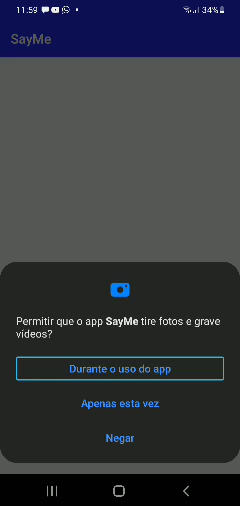 11:59
34%
SayMe
Permitir que o app SayMe tire fotos e grave
vídeos?
Durante o uso do app
Apenas esta vez
Negar